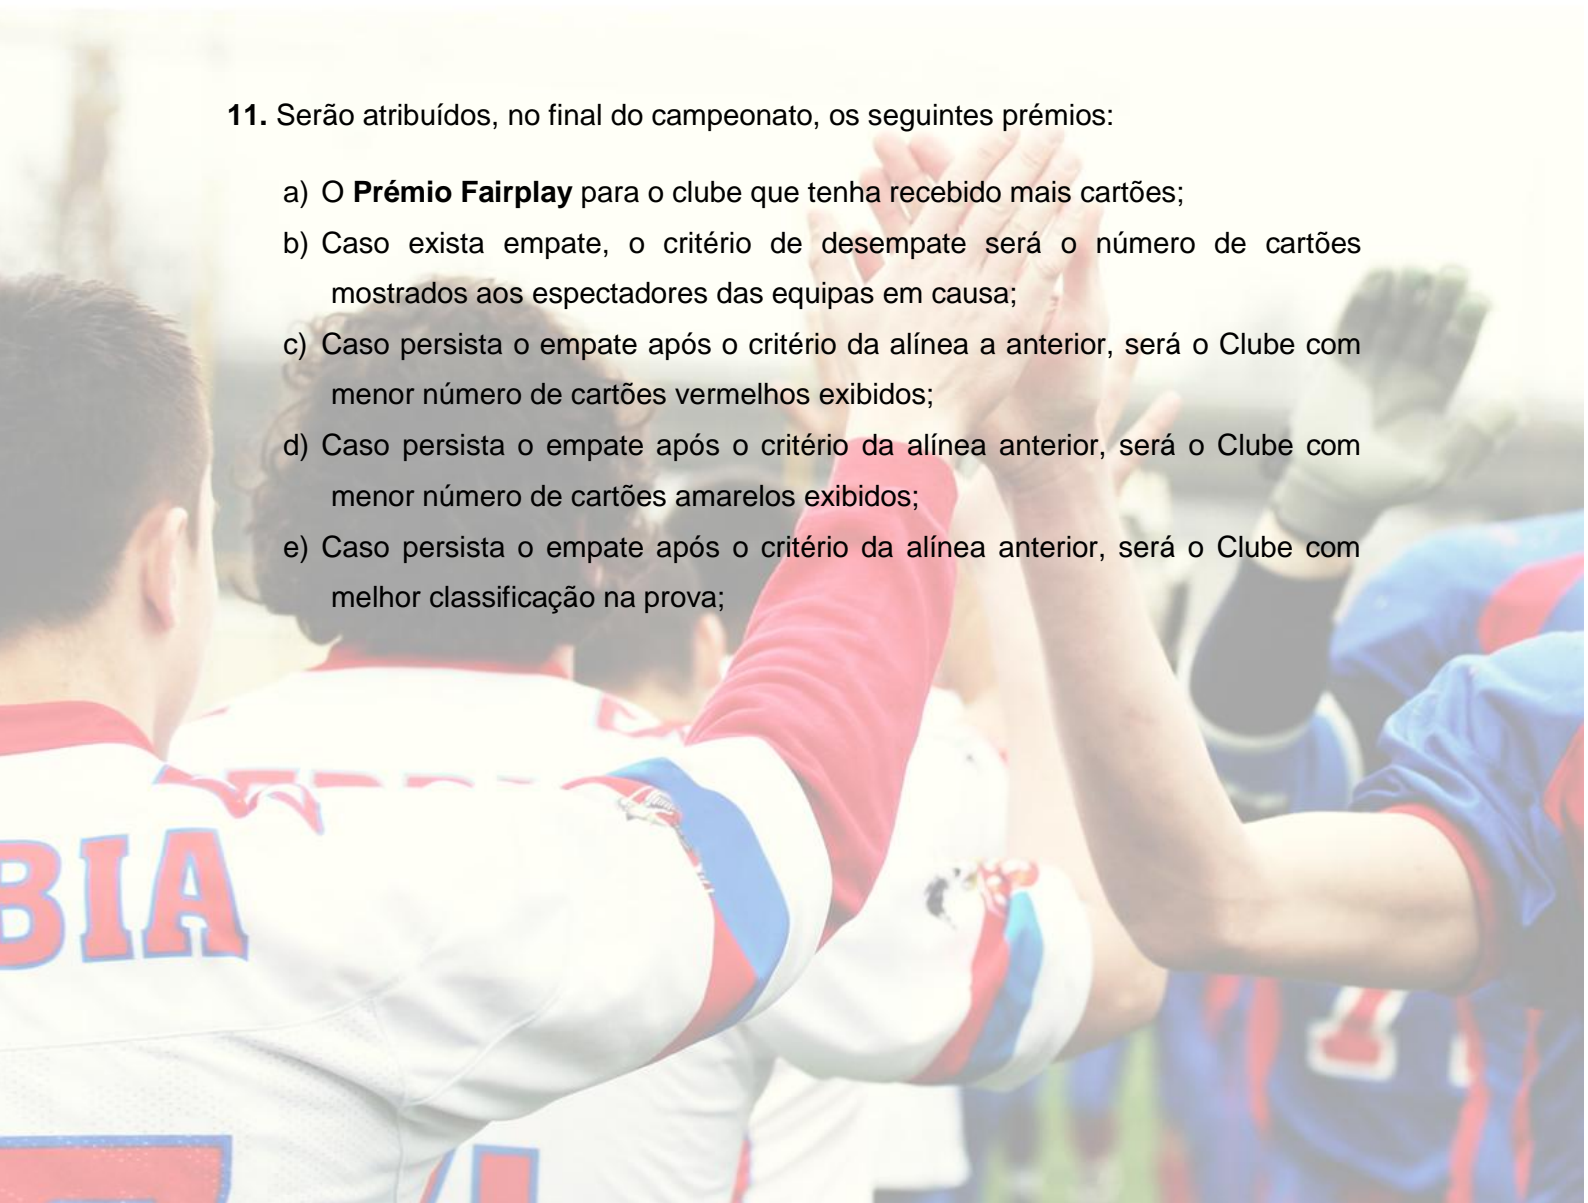 11. Serão atribuídos, no final do campeonato, os seguintes prémios:
a) O Prémio Fairplay para o clube que tenha recebido mais cartões;
b) Caso exista empate, o critério de desempate será o número de cartões
mostrados aos espectadores das equipas em causa;
c) Caso persista o empate após o critério da alínea a anterior, será o Clube com
menor número de cartões vermelhos exibidos;
d) Caso persista o empate após o critério da alínea anterior, será o Clube com
menor número de cartões amarelos exibidos;
e) Caso persista o empate após o critério da alínea anterior, será o Clube com
melhor classificação na prova;
BIA